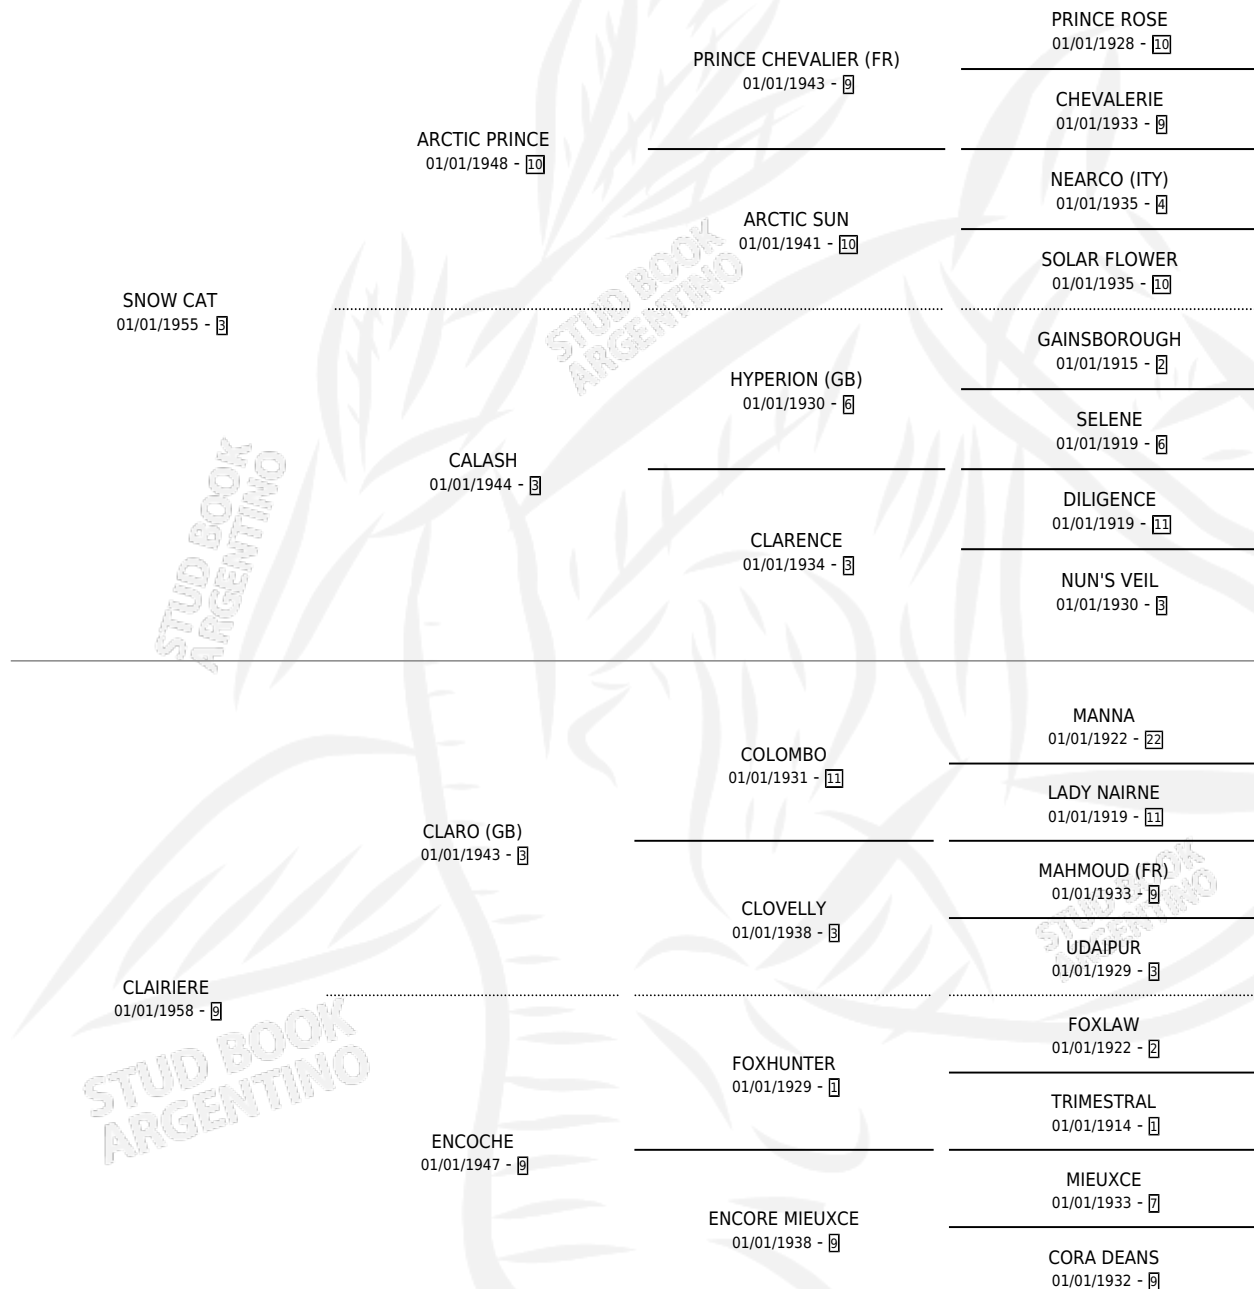 PRINCE ROSE
01/01/1928 - 10
PRINCE CHEVALIER (FR)
01/01/1943 - 9
CHEVALERIE
01/01/1933 - 9
ARCTIC PRINCE
01/01/1948 - 10
NEARCO (ITY)
01/01/1935 - 4
ARCTIC SUN
01/01/1941 - 10
SOLAR FLOWER
01/01/1935 - 10
SNOW CAT
01/01/1955 - 3
STUD BOOK
ARGENTINO
GAINSBOROUGH
01/01/1915 - 2
HYPERION (GB)
01/01/1930 - 6
SELENE
01/01/1919 - 6
CALASH
01/01/1944 - 3
DILIGENCE
01/01/1919 - 11
CLARENCE
01/01/1934 - 3
NUN'S VEIL
01/01/1930 - 3
STUD BOOK
ARGENTINO
MANNA
01/01/1922 - 22
COLOMBO
01/01/1931 - 11
LADY NAIRNE
01/01/1919 - 11
CLARO (GB)
01/01/1943 - 3
MAHMOUD (FR)
01/01/1933 - 9
CLOVELLY
01/01/1938 - 3
UDAIPUR
01/01/1929 - 3
STUD BOOK
ARGENTINO
CLAIRIERE
01/01/1958 - 9
STUD BOOK
ARGENTINO
FOXLAW
01/01/1922 - 2
FOXHUNTER
01/01/1929 - 1
TRIMESTRAL
01/01/1914 - 1
ENCOCHE
01/01/1947 - 9
MIEUXCE
01/01/1933 - 7
ENCORE MIEUXCE
01/01/1938 - 9
CORA DEANS
01/01/1932 - 9